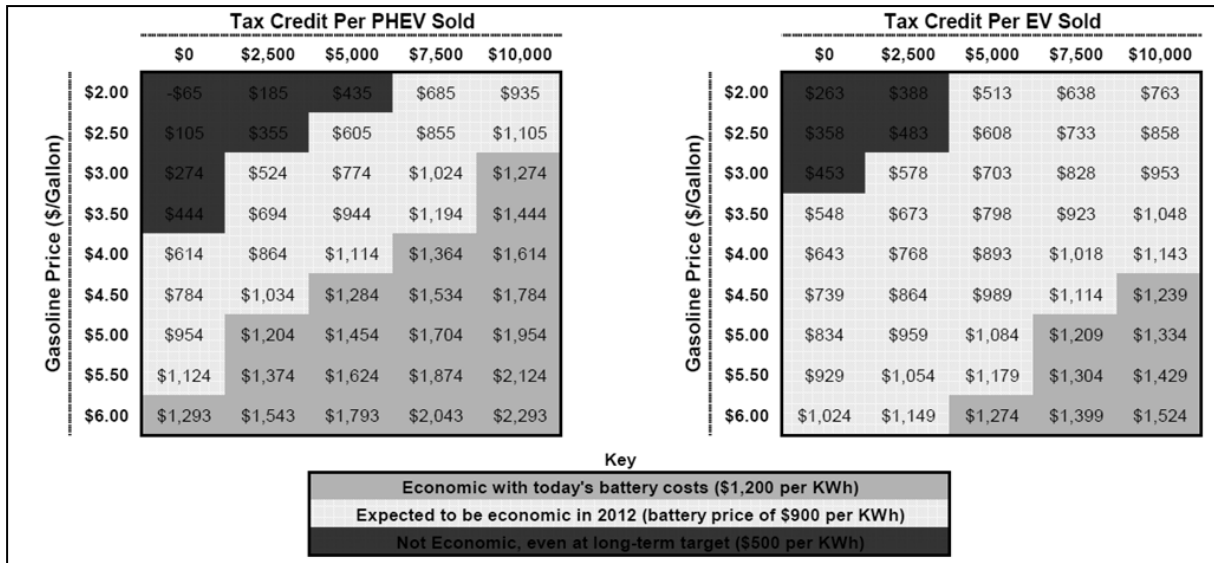 Tax Credit Per PHEV Sold Tax Credit Per EV Sold
$0 $2,500 $5,000 $7,500 $10,000 $0 $2,500 $5,000 $7,500 $10,000
Gasoline Price ($/Gallon)
$2.00 -$65 $185 $435 $685 $935
$2.50 $105 $355 $605 $855 $1,105
$3.00 $274 $524 $774 $1,024 $1,274
$3.50 $444 $694 $944 $1,194 $1,444
$4.00 $614 $864 $1,114 $1,364 $1,614
$4.50 $784 $1,034 $1,284 $1,534 $1,784
$5.00 $954 $1,204 $1,454 $1,704 $1,954
$5.50 $1,124 $1,374 $1,624 $1,874 $2,124
$6.00 $1,293 $1,543 $1,793 $2,043 $2,293
Gasoline Price ($/Gallon)
$2.00 $263 $388 $513 $638 $763
$2.50 $358 $483 $608 $733 $858
$3.00 $453 $578 $703 $828 $953
$3.50 $548 $673 $798 $923 $1,048
$4.00 $643 $768 $893 $1,018 $1,143
$4.50 $739 $864 $989 $1,114 $1,239
$5.00 $834 $959 $1,084 $1,209 $1,334
$5.50 $929 $1,054 $1,179 $1,304 $1,429
$6.00 $1,024 $1,149 $1,274 $1,399 $1,524
Key
Economic with today's battery costs ($1,200 per KWh)
Expected to be economic in 2012 (battery price of $900 per KWh)
Not Economic, even at long-term target ($500 per KWh)